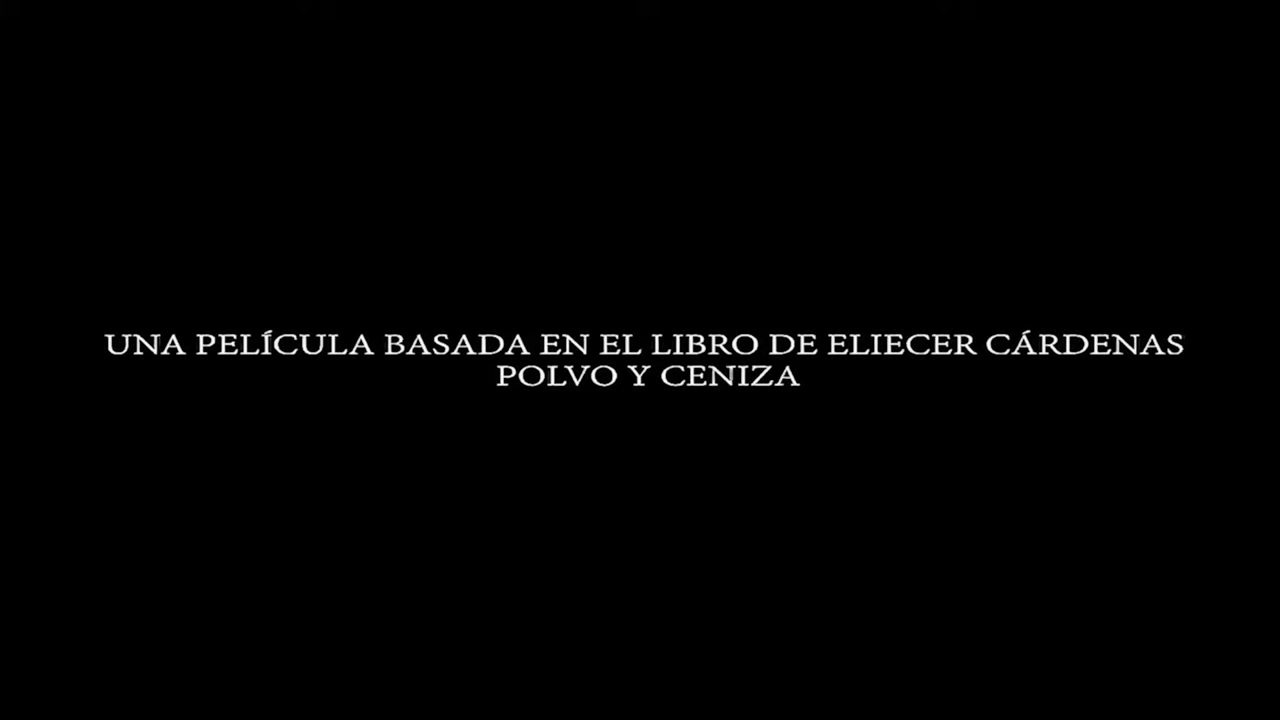 UNA PELÍCULA BASADA EN EL LIBRO DE ELIECER CÁRDENAS
POLVO Y CENIZA